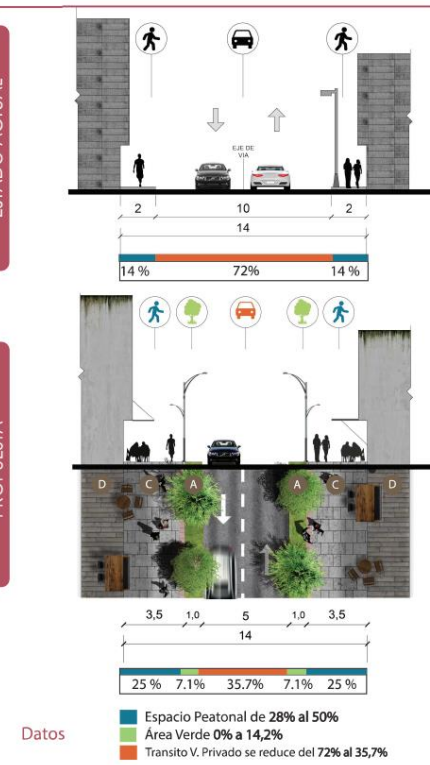 ESTADO ACTUAL
EJE DE
VIA
2 10 2
14
14 % 72% 14 %
PROPUESTA
D C A A C D
3,5 1,0 5 1,0 3,5
14
25 % 7.1% 35.7% 7.1% 25 %
Datos
Espacio Peatonal de 28% al 50%
Área Verde 0% a 14,2%
Transito V. Privado se reduce del 72% al 35,7%